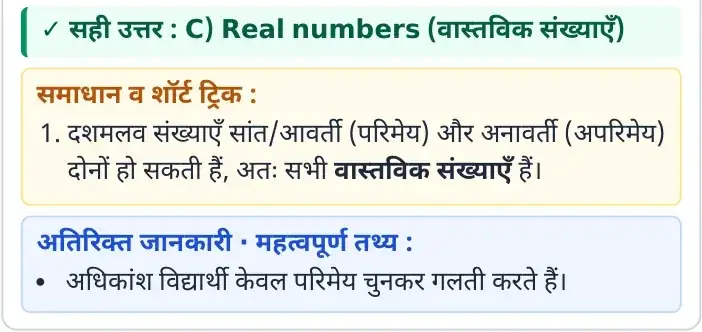 ✓ सही उत्तर : C) Real numbers (वास्तविक संख्याएँ)
समाधान व शॉर्ट ट्रिक :
1. दशमलव संख्याएँ सांत/आवर्ती (परिमेय) और अनावर्ती (अपरिमेय)
दोनों हो सकती हैं, अतः सभी वास्तविक संख्याएँ हैं।
अतिरिक्त जानकारी · महत्वपूर्ण तथ्य :
• अधिकांश विद्यार्थी केवल परिमेय चुनकर गलती करते हैं।